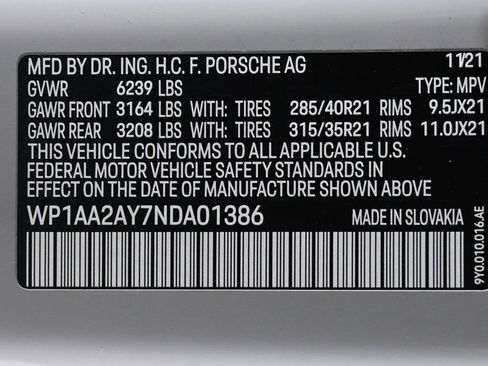 MFD BY DR. ING. H.C. F. PORSCHE AG 11/21
GVWR 6239 LBS TYPE: MPV
GAWR FRONT 3164 LBS WITH: TIRES 285/40R21 RIMS 9.5JX21
GAWR REAR 3208 LBS WITH: TIRES 315/35R21 RIMS 11.0JX21
THIS VEHICLE CONFORMS TO ALL APPLICABLE U.S.
FEDERAL MOTOR VEHICLE SAFETY STANDARDS IN
EFFECT ON THE DATE OF MANUFACTURE SHOWN ABOVE.
WP1AA2AY7NDA01386 MADE IN SLOVAKIA
9Y0.010.016.AE